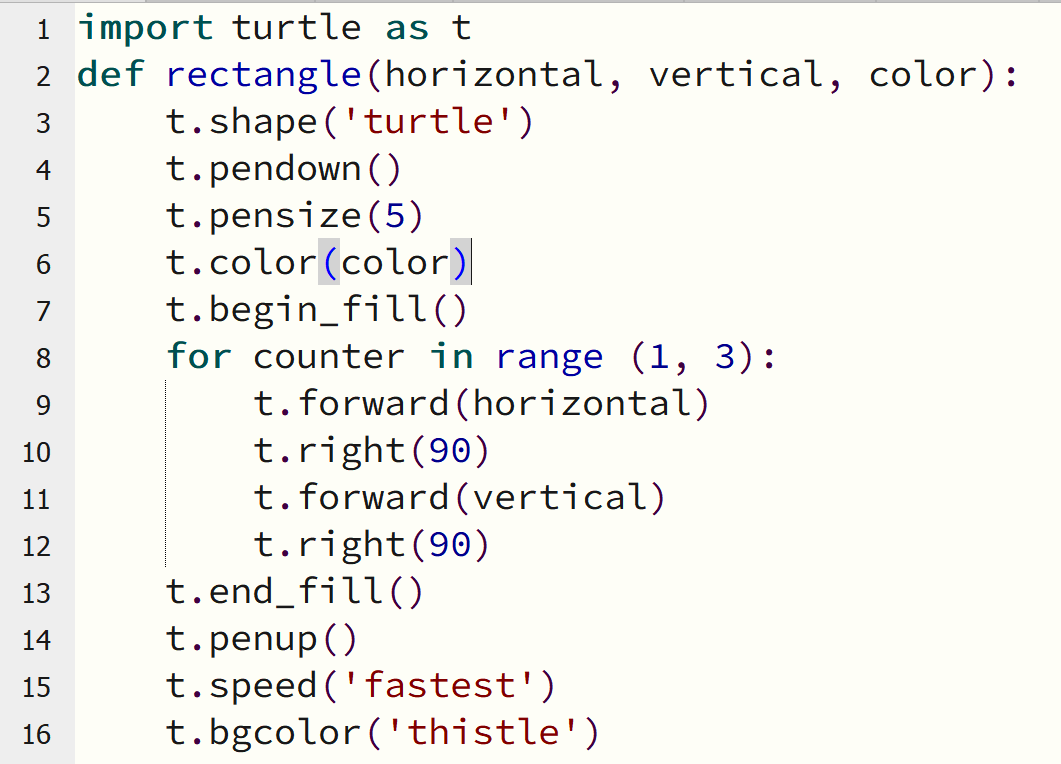 1 import turtle as t
2 def rectangle(horizontal, vertical, color):
3     t.shape('turtle')
4     t.pendown()
5     t.pensize(5)
6     t.color(color)
7     t.begin_fill()
8     for counter in range (1, 3):
9         t.forward(horizontal)
10         t.right(90)
11         t.forward(vertical)
12         t.right(90)
13     t.end_fill()
14     t.penup()
15     t.speed('fastest')
16     t.bgcolor('thistle')